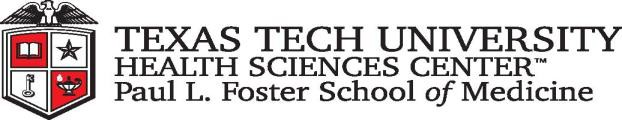 TEXAS TECH UNIVERSITY
HEALTH SCIENCES CENTER™
Paul L. Foster School of Medicine